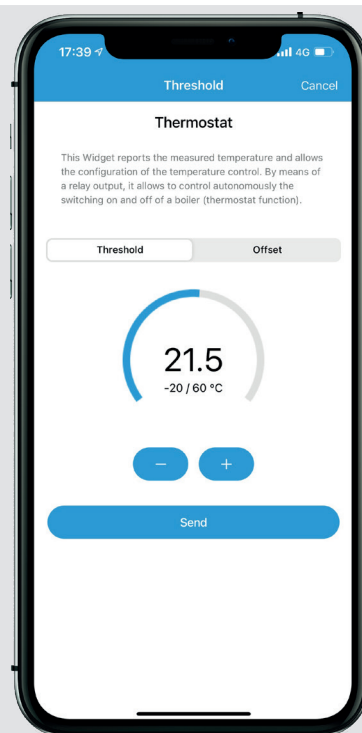 17:39 4G
Threshold Cancel
Thermostat
This Widget reports the measured temperature and allows
the configuration of the temperature control. By means of
a relay output, it allows to control autonomously the
switching on and off of a boiler (thermostat function).
Threshold Offset
21.5
-20 / 60 °C
− +
Send